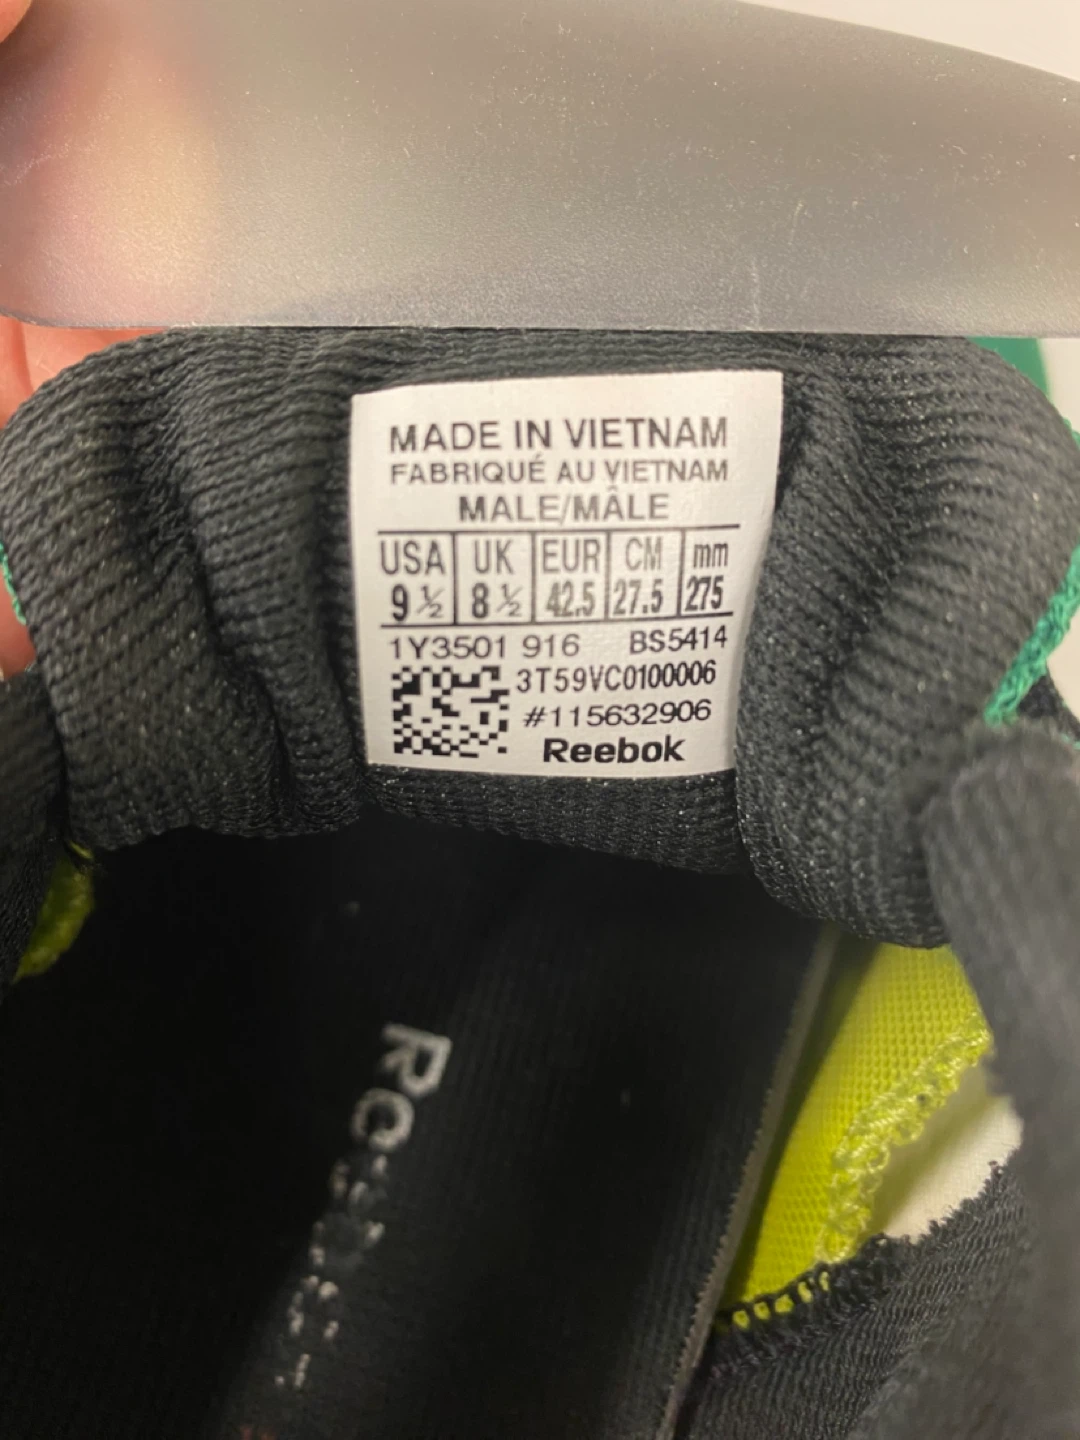 MADE IN VIETNAM
FABRIQUÉ AU VIETNAM
MALE/MÂLE
USA UK EUR CM mm
9 ½ 8 ½ 42.5 27.5 275
1Y3501 916 BS5414
3T59VC0100006
#115632906
Reebok